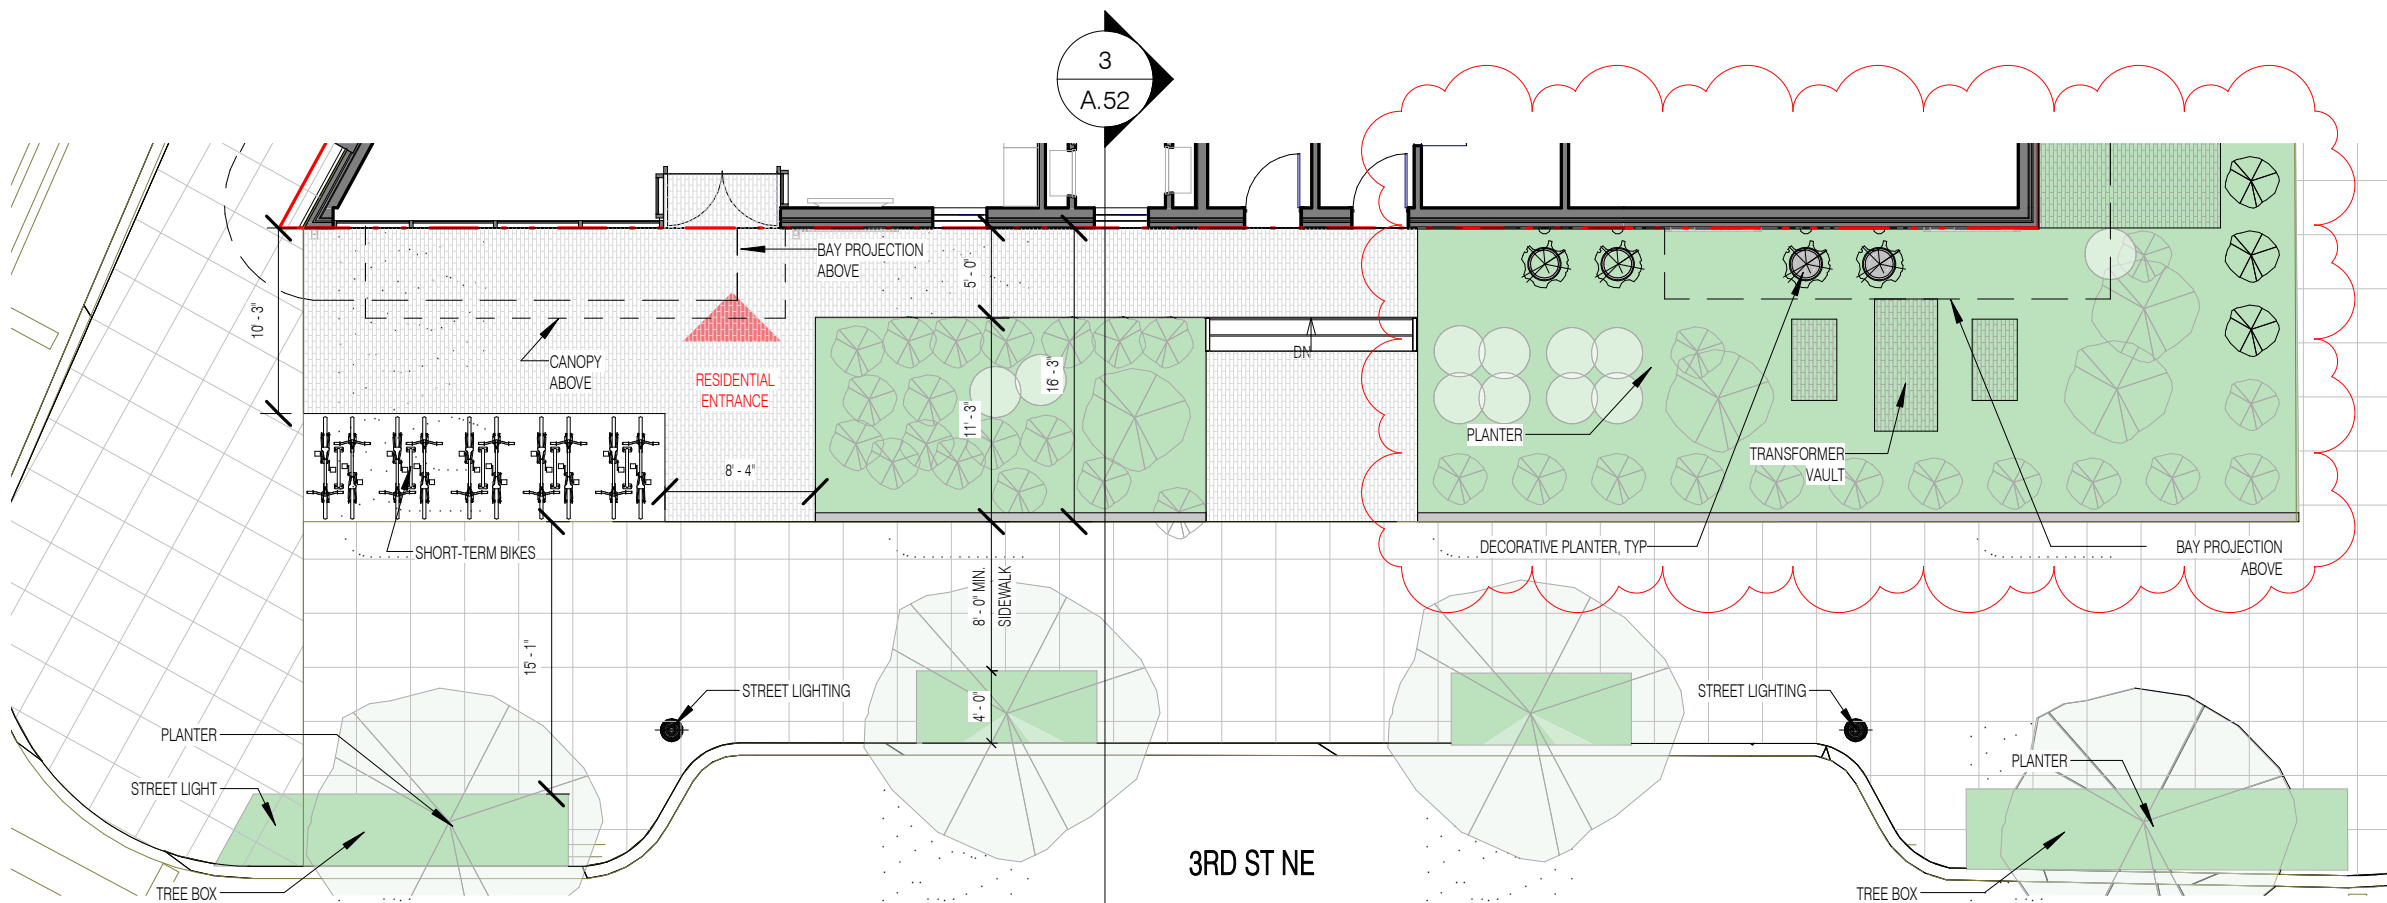 3
A.52
BAY PROJECTION
ABOVE
5' - 0"
10' - 3"
CANOPY
ABOVE
RESIDENTIAL
ENTRANCE
16' - 3"
DN
11' - 3"
8' - 4"
PLANTER
TRANSFORMER
VAULT
SHORT-TERM BIKES
DECORATIVE PLANTER, TYP
BAY PROJECTION
ABOVE
8' - 0" MIN.
SIDEWALK
15' - 1"
4' - 0"
STREET LIGHTING
STREET LIGHTING
PLANTER
PLANTER
STREET LIGHT
3RD ST NE
TREE BOX
TREE BOX